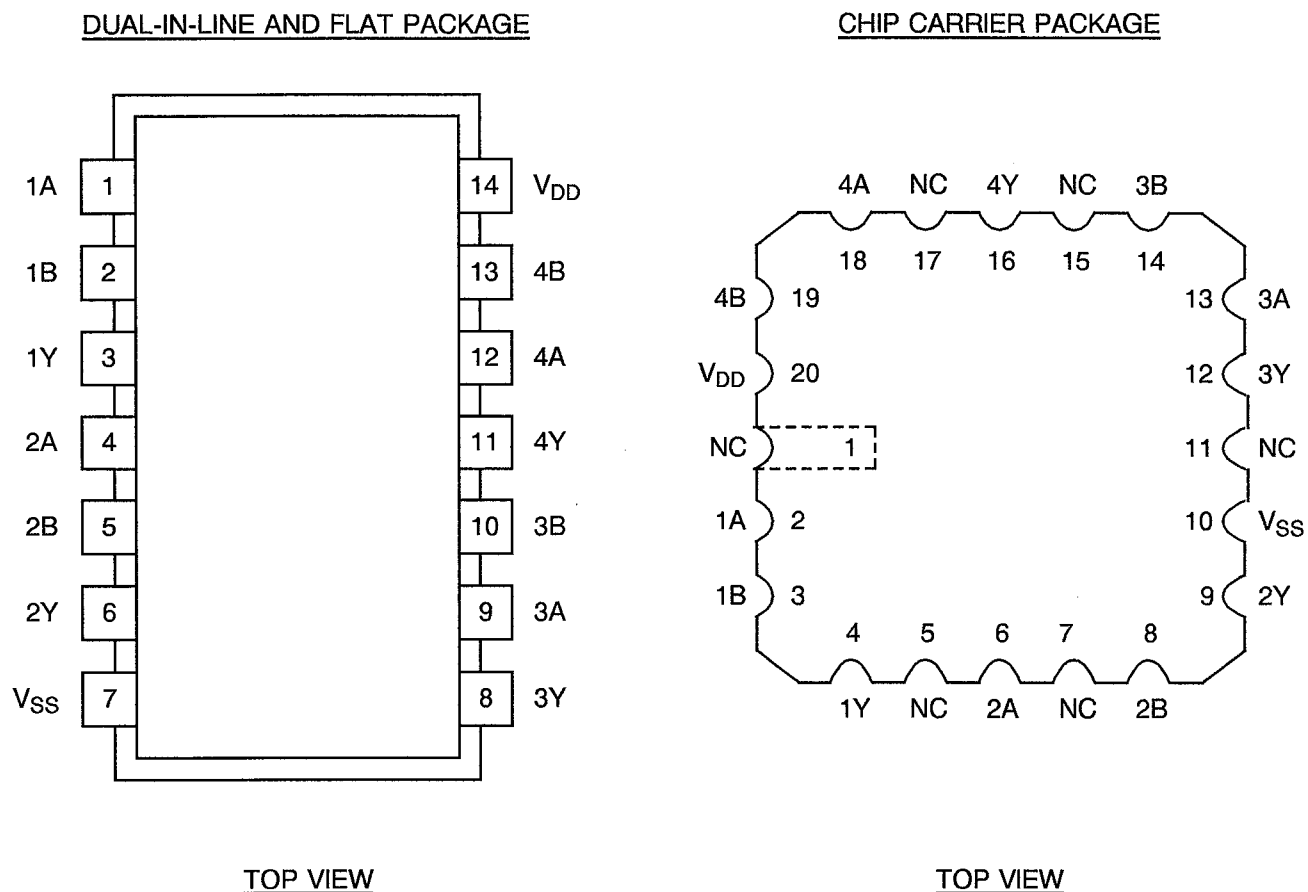 DUAL-IN-LINE AND FLAT PACKAGE
1A 1 14 VDD
1B 2 13 4B
1Y 3 12 4A
2A 4 11 4Y
2B 5 10 3B
2Y 6 9 3A
VSS 7 8 3Y
TOP VIEW
CHIP CARRIER PACKAGE
4A NC 4Y NC 3B
18 17 16 15 14
4B 19 13 3A
VDD 20 12 3Y
NC 1 11 NC
1A 2 10 VSS
1B 3 9 2Y
4 5 6 7 8
1Y NC 2A NC 2B
TOP VIEW